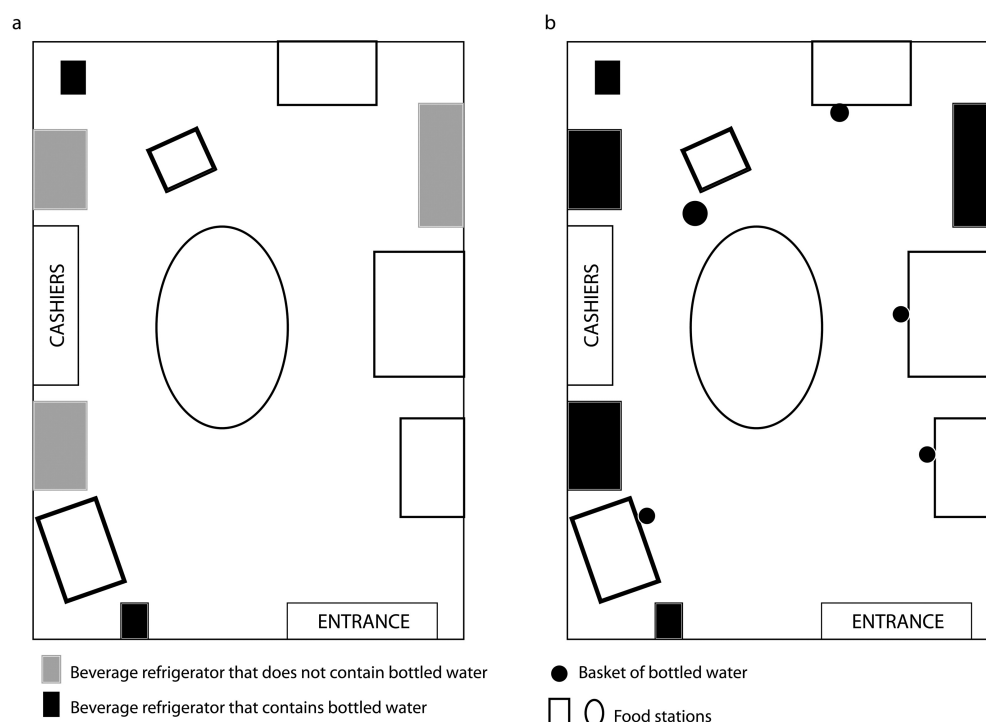 a
b
CASHIERS
CASHIERS
ENTRANCE
ENTRANCE
Beverage refrigerator that does not contain bottled water
Basket of bottled water
Beverage refrigerator that contains bottled water
Food stations